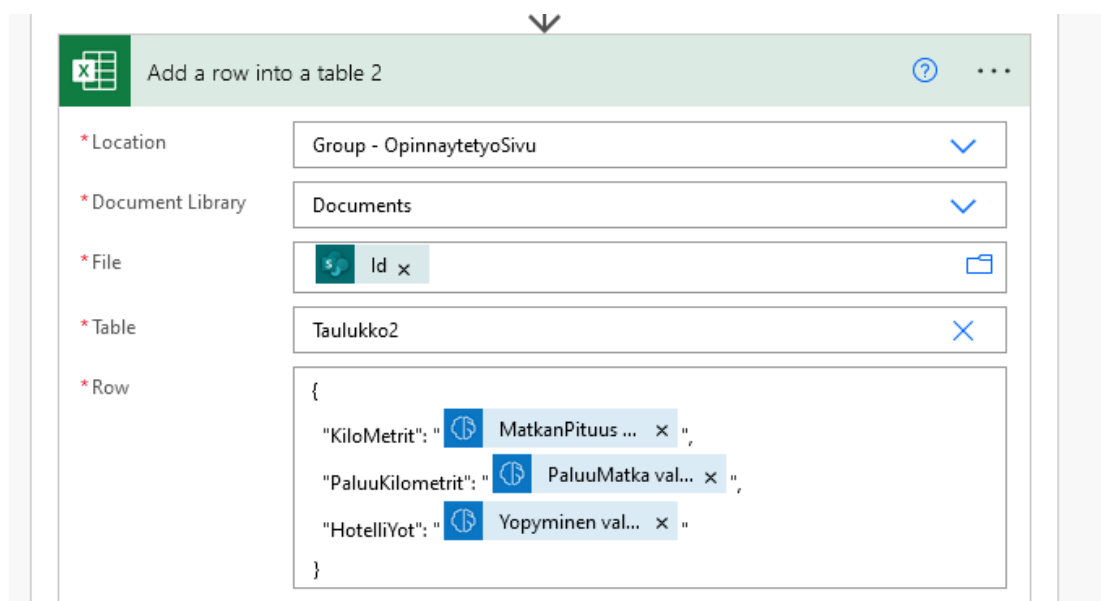 Add a row into a table 2
* Location
Group - OpinnaytetyoSivu
* Document Library
Documents
* File
Id ×
* Table
Taulukko2
* Row
{
"KiloMetrit": " MatkanPituus ... × ",
"PaluuKilometrit": " PaluuMatka val... × ",
"HotelliYot": " Yopyminen val... × "
}